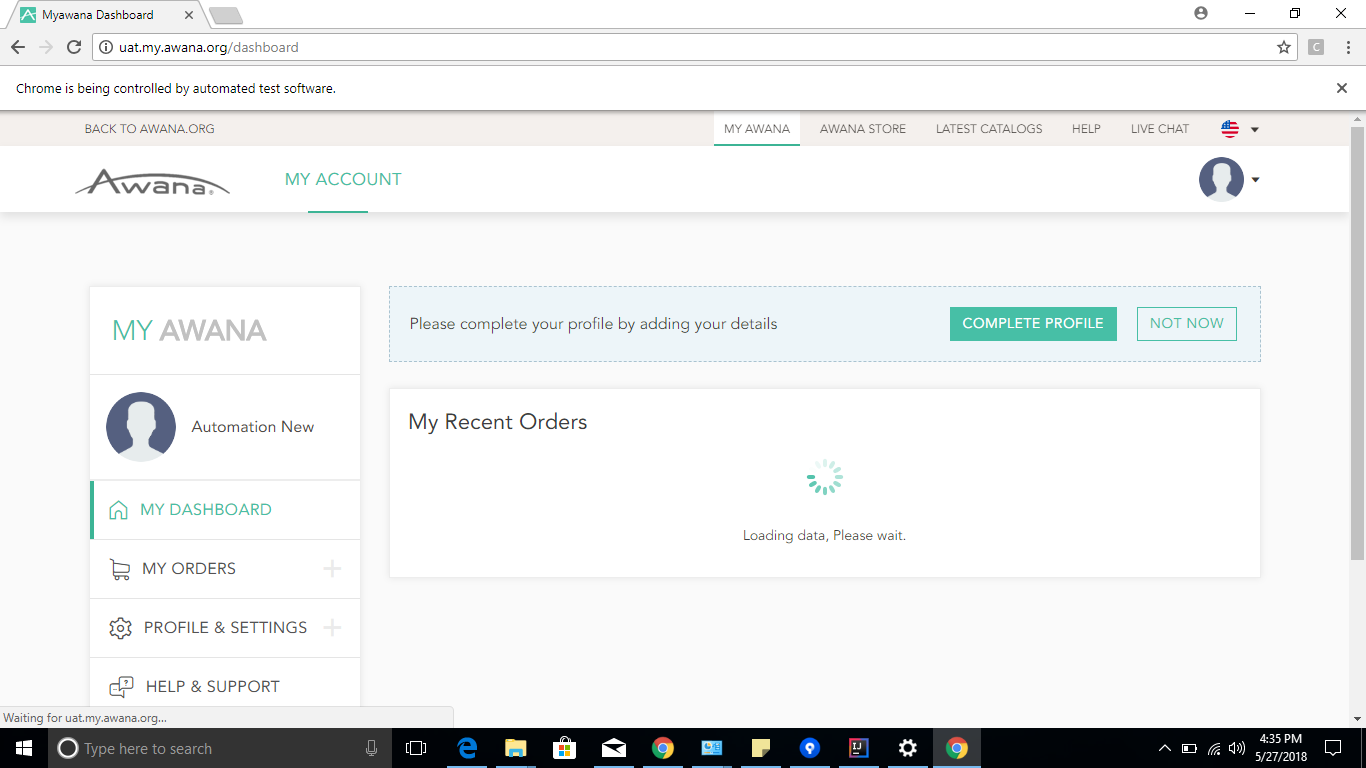 Myawana Dashboard
uat.my.awana.org/dashboard
C
Chrome is being controlled by automated test software.
BACK TO AWANA.ORG
MY AWANA
AWANA STORE
LATEST CATALOGS
HELP
LIVE CHAT
Awana®
MY ACCOUNT
MY AWANA
Please complete your profile by adding your details
COMPLETE PROFILE
NOT NOW
Automation New
My Recent Orders
Loading data, Please wait.
MY DASHBOARD
MY ORDERS
PROFILE & SETTINGS
HELP & SUPPORT
Waiting for uat.my.awana.org...
Type here to search
4:35 PM
5/27/2018